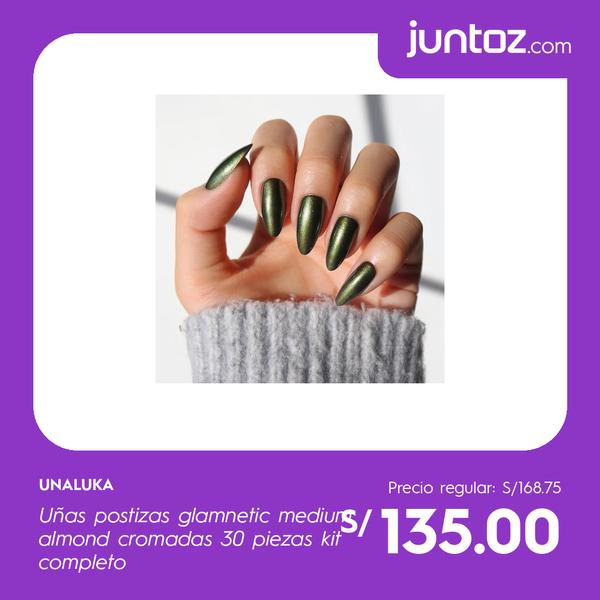 juntoz.com
UNALUKA
Uñas postizas glamnetic medium
almond cromadas 30 piezas kit
completo
Precio regular: S/168.75
S/135.00